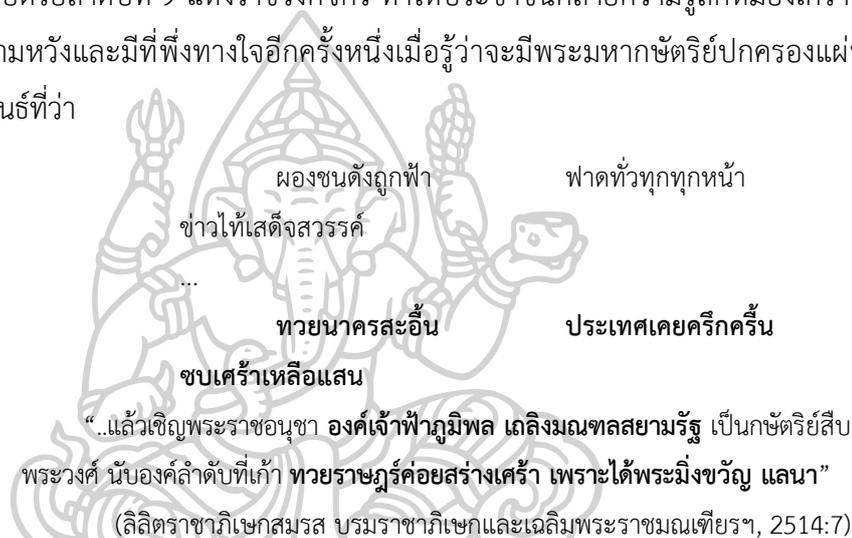 9 แห่งราชวงศ์จักรี ทำให้ประชาชนคลายความรู้สึกหม่องเศร้า
ามหวังและมีที่พึ่งทางใจอีกครั้งหนึ่งเมื่อรู้ว่าจะมีพระมหากษัตริย์ปกครองแผ่
นธ์ที่ว่า
ผองชนดังถูกฟ้า ฟาดทั่วทุกทุกหน้า
ข่าวไท้เสด็จสวรรค์
...
ทวยนาครสะอื้น ประเทศเคยครึกครื้น
ซบเศร้าเหลือแสน
“..แล้วเชิญพระราชอนุชา องค์เจ้าฟ้าภูมิพล เถลิงมณฑลสยามรัฐ เป็นกษัตริย์สืบ
พระวงศ์ นับองค์ลำดับที่เก้า ทวยราษฎร์ค่อยสร่างเศร้า เพราะได้พระมิ่งขวัญ แลนา”
(ลิลิตราชาภิเษกสมรส บรมราชาภิเษกและเฉลิมพระราชมณเฑียรฯ, 2514:7)